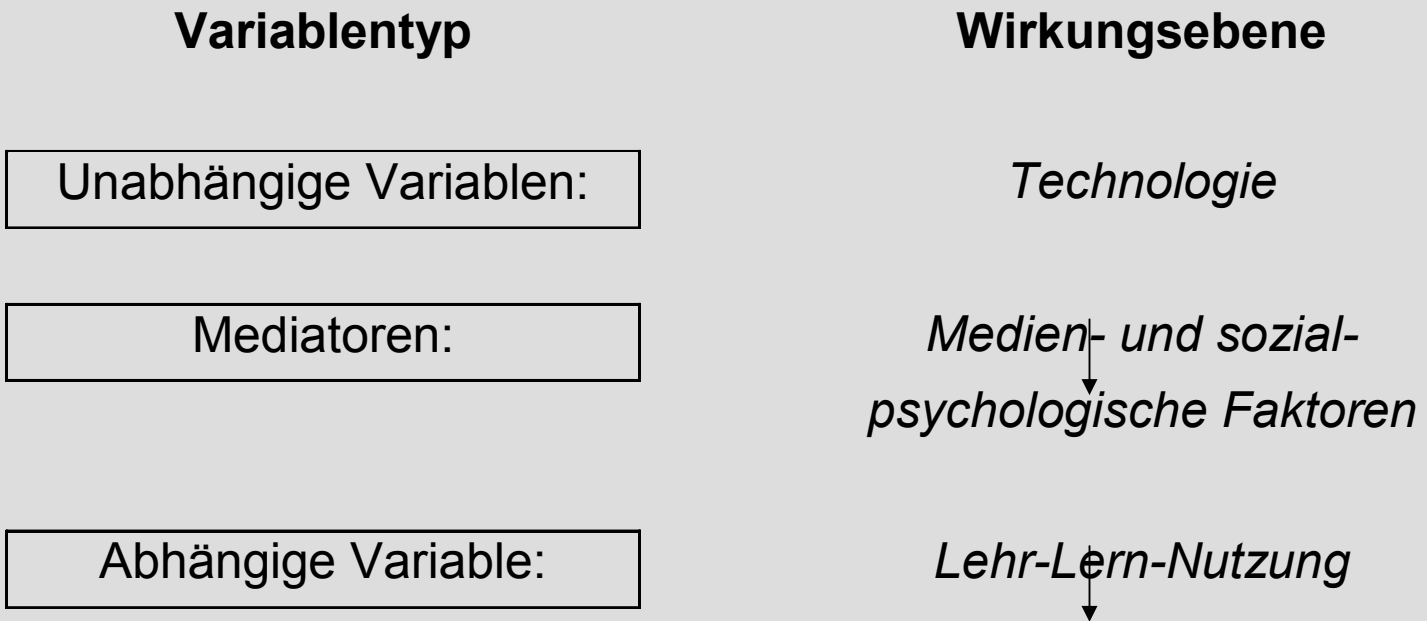 Variablentyp Wirkungsebene
Unabhängige Variablen: Technologie
Mediatoren: Medien- und sozial-
psychologische Faktoren
Abhängige Variable: Lehr-Lern-Nutzung